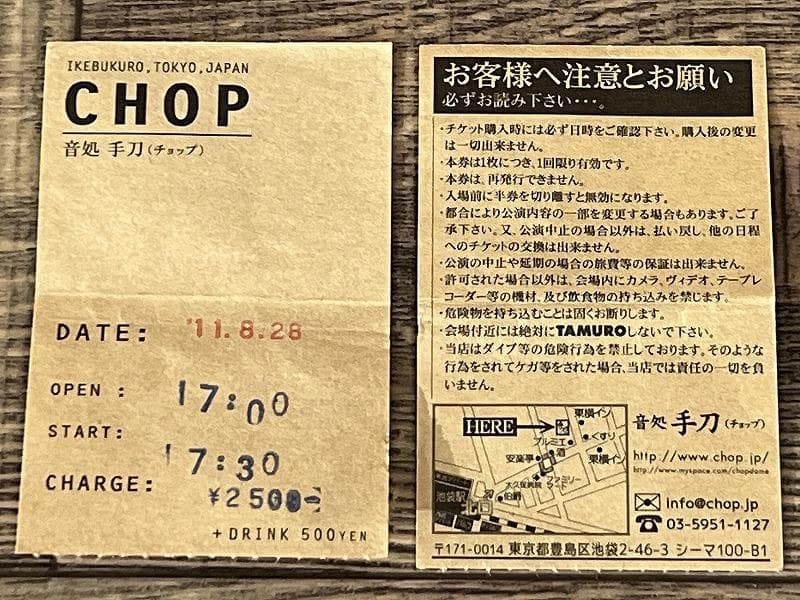 IKEBUKURO,TOKYO,JAPAN
CHOP
音処 手刀(チョップ)
DATE: '11.8.28
OPEN : 17:00
START: 17:30
CHARGE: ¥2500-
+DRINK 500YEN
お客様へ注意とお願い
必ずお読み下さい・・・。
・チケット購入時には必ず日時をご確認下さい。購入後の変更
は一切出来ません。
・本券は1枚につき、1回限り有効です。
・本券は、再発行できません。
・入場前に半券を切り離すと無効になります。
・都合により公演内容の一部を変更する場合もあります。ご了
承下さい。又、公演中止の場合以外は、払い戻し、他の日程
へのチケットの交換は出来ません。
・公演の中止や延期の場合の旅費等の保証は出来ません。
・許可された場合以外は、会場内にカメラ、ヴィデオ、テープレ
コーダー等の機材、及び飲食物の持ち込みを禁じます。
・危険物を持ち込むことは固くお断りします。
・会場付近には絶対にTAMUROしないで下さい。
・当店はダイブ等の危険行為を禁止しております。そのような
行為をされてケガ等をされた場合、当店では責任の一切を負
いません。
HERE
東横イン
プルミエ
くすり
酒
安楽亭
東横イン
ファミリー
マート
大久保病院
伯爵
池袋駅
北口
音処 手刀(チョップ)
http://www.chop.jp/
http://www.myspace.com/chopdome
info@chop.jp
03-5951-1127
〒171-0014 東京都豊島区池袋2-46-3 シーマ100-B1